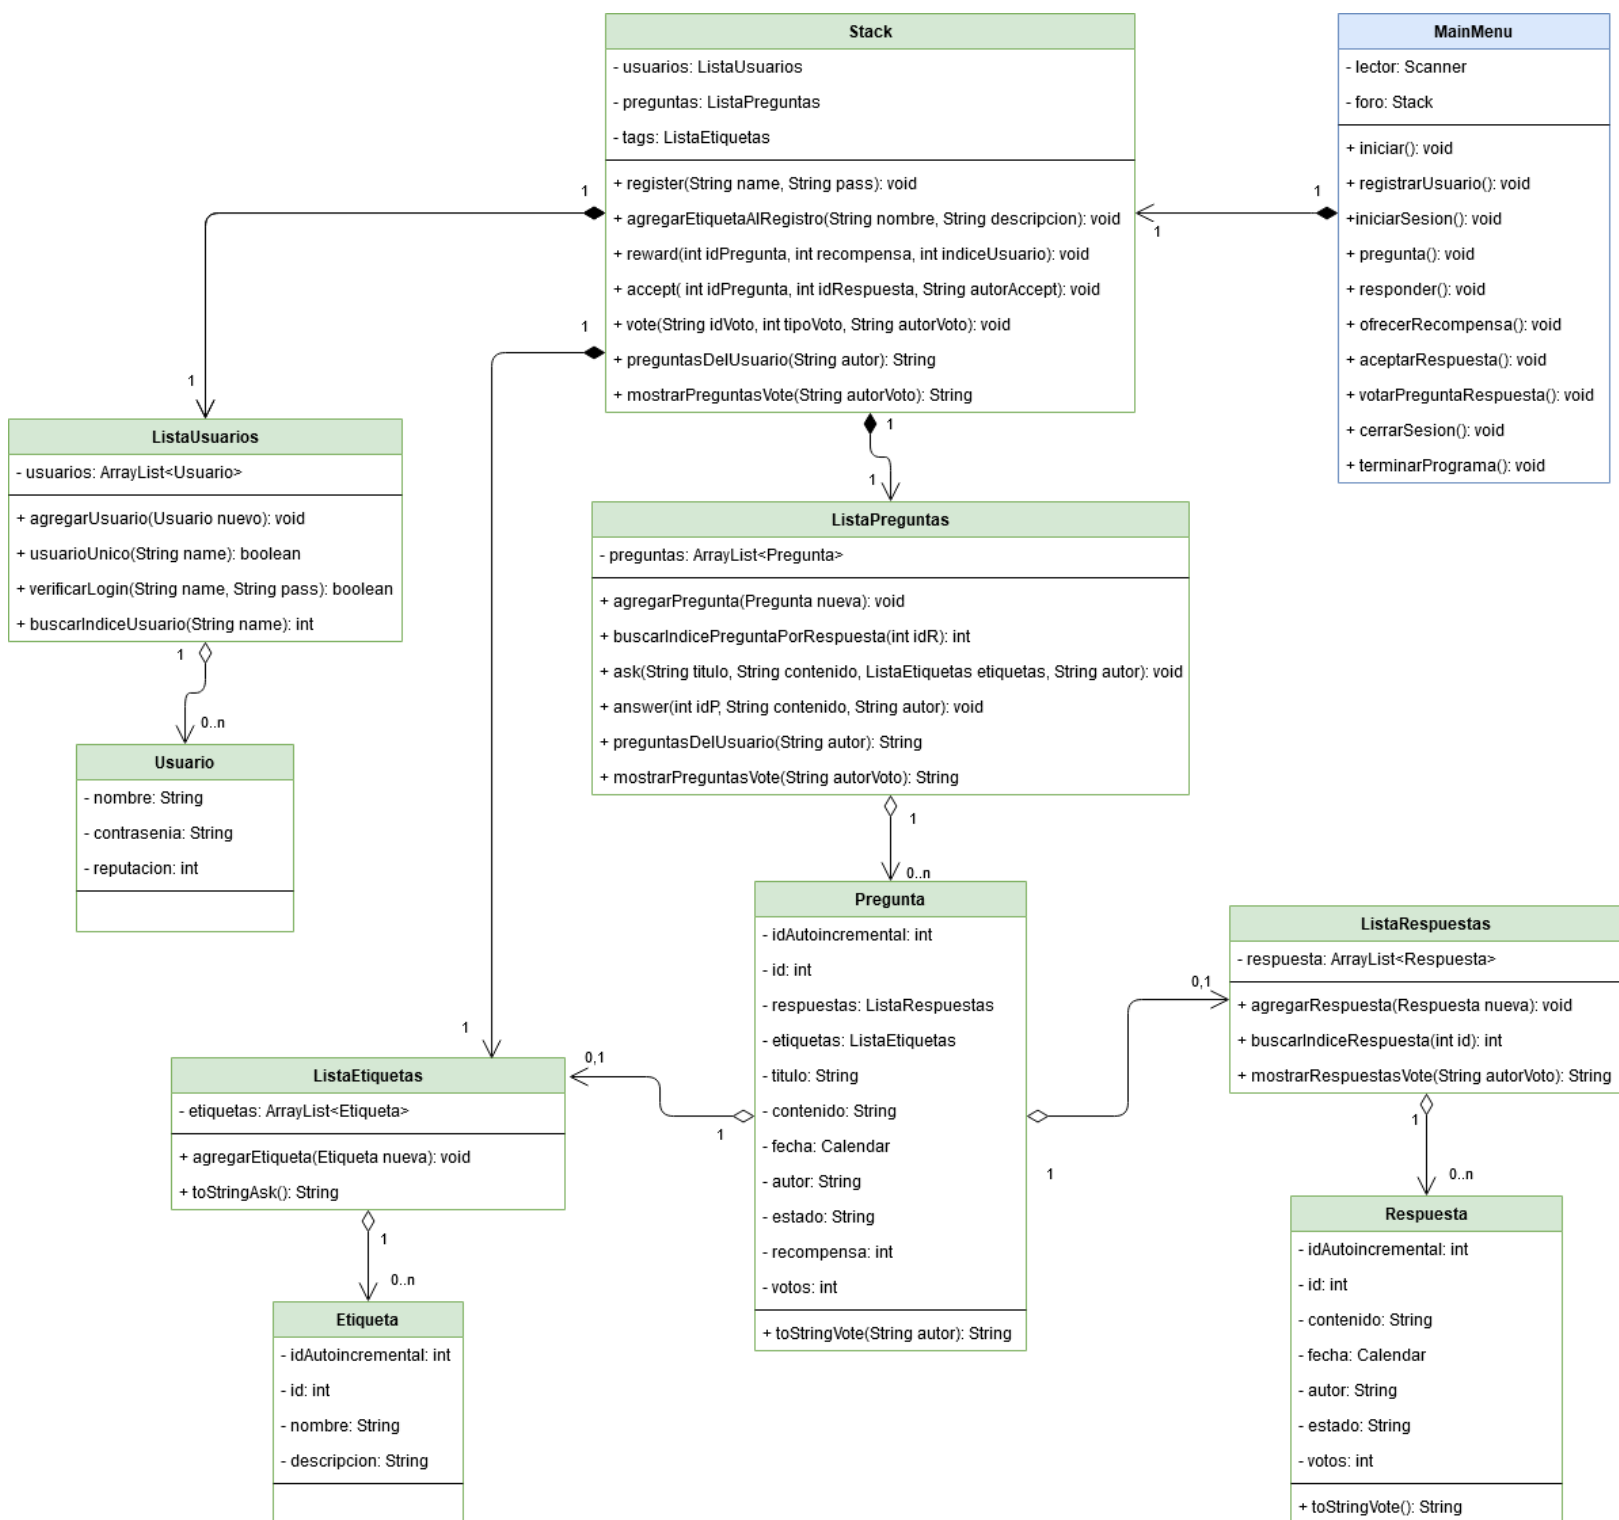 Stack
- usuarios: ListaUsuarios
- preguntas: ListaPreguntas
- tags: ListaEtiquetas
+ register(String name, String pass): void
+ agregarEtiquetaAlRegistro(String nombre, String descripcion): void
+ reward(int idPregunta, int recompensa, int indiceUsuario): void
+ accept( int idPregunta, int idRespuesta, String autorAccept): void
+ vote(String idVoto, int tipoVoto, String autorVoto): void
+ preguntasDelUsuario(String autor): String
+ mostrarPreguntasVote(String autorVoto): String
MainMenu
- lector: Scanner
- foro: Stack
+ iniciar(): void
+ registrarUsuario(): void
+iniciarSesion(): void
+ pregunta(): void
+ responder(): void
+ ofrecerRecompensa(): void
+ aceptarRespuesta(): void
+ votarPreguntaRespuesta(): void
+ cerrarSesion(): void
+ terminarPrograma(): void
1
1
1
1
1
1
1
1
ListaUsuarios
- usuarios: ArrayList<Usuario>
+ agregarUsuario(Usuario nuevo): void
+ usuarioUnico(String name): boolean
+ verificarLogin(String name, String pass): boolean
+ buscarIndiceUsuario(String name): int
1
0..n
Usuario
- nombre: String
- contrasenia: String
- reputacion: int
ListaPreguntas
- preguntas: ArrayList<Pregunta>
+ agregarPregunta(Pregunta nueva): void
+ buscarIndicePreguntaPorRespuesta(int idR): int
+ ask(String titulo, String contenido, ListaEtiquetas etiquetas, String autor): void
+ answer(int idP, String contenido, String autor): void
+ preguntasDelUsuario(String autor): String
+ mostrarPreguntasVote(String autorVoto): String
1
0..n
Pregunta
- idAutoincremental: int
- id: int
- respuestas: ListaRespuestas
- etiquetas: ListaEtiquetas
- titulo: String
- contenido: String
- fecha: Calendar
- autor: String
- estado: String
- recompensa: int
- votos: int
+ toStringVote(String autor): String
0,1
1
0,1
1
ListaRespuestas
- respuesta: ArrayList<Respuesta>
+ agregarRespuesta(Respuesta nueva): void
+ buscarIndiceRespuesta(int id): int
+ mostrarRespuestasVote(String autorVoto): String
1
0..n
Respuesta
- idAutoincremental: int
- id: int
- contenido: String
- fecha: Calendar
- autor: String
- estado: String
- votos: int
+ toStringVote(): String
ListaEtiquetas
- etiquetas: ArrayList<Etiqueta>
+ agregarEtiqueta(Etiqueta nueva): void
+ toStringAsk(): String
1
0..n
Etiqueta
- idAutoincremental: int
- id: int
- nombre: String
- descripcion: String